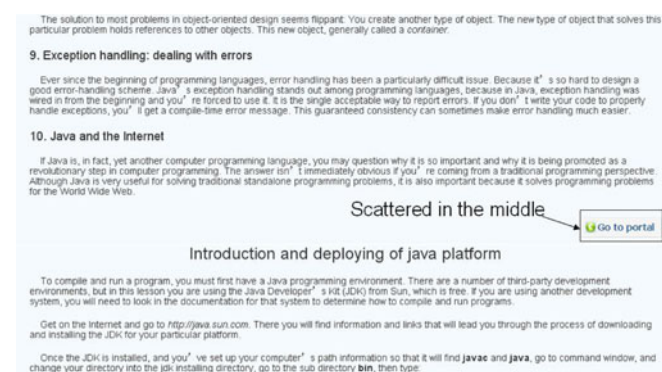 The solution to most problems in object-oriented design seems flippant: You create another type of object. The new type of object that solves this
particular problem holds references to other objects. This new object, generally called a container.
9. Exception handling: dealing with errors
Ever since the beginning of programming languages, error handling has been a particularly difficult issue. Because it's so hard to design a
good error-handling scheme. Java's exception handling stands out among programming languages, because in Java, exception handling was
wired in from the beginning and you're forced to use it. It is the single acceptable way to report errors. If you don't write your code to properly
handle exceptions, you'll get a compile-time error message. This guaranteed consistency can sometimes make error handling much easier.
10. Java and the Internet
If Java is, in fact, yet another computer programming language, you may question why it is so important and why it is being promoted as a
revolutionary step in computer programming. The answer isn't immediately obvious if you're coming from a traditional programming perspective.
Although Java is very useful for solving traditional standalone programming problems, it is also important because it solves programming problems
for the World Wide Web.
Scattered in the middle
Go to portal
Introduction and deploying of java platform
To compile and run a program, you must first have a Java programming environment. There are a number of third-party development
environments, but in this lesson you are using the Java Developer's Kit (JDK) from Sun, which is free. If you are using another development
system, you will need to look in the documentation for that system to determine how to compile and run programs.
Get on the Internet and go to http://java.sun.com. There you will find information and links that will lead you through the process of downloading
and installing the JDK for your particular platform.
Once the JDK is installed, and you've set up your computer's path information so that it will find javac and java, go to command window, and
change your directory into the jdk installing directory, go to the sub directory bin, then type: